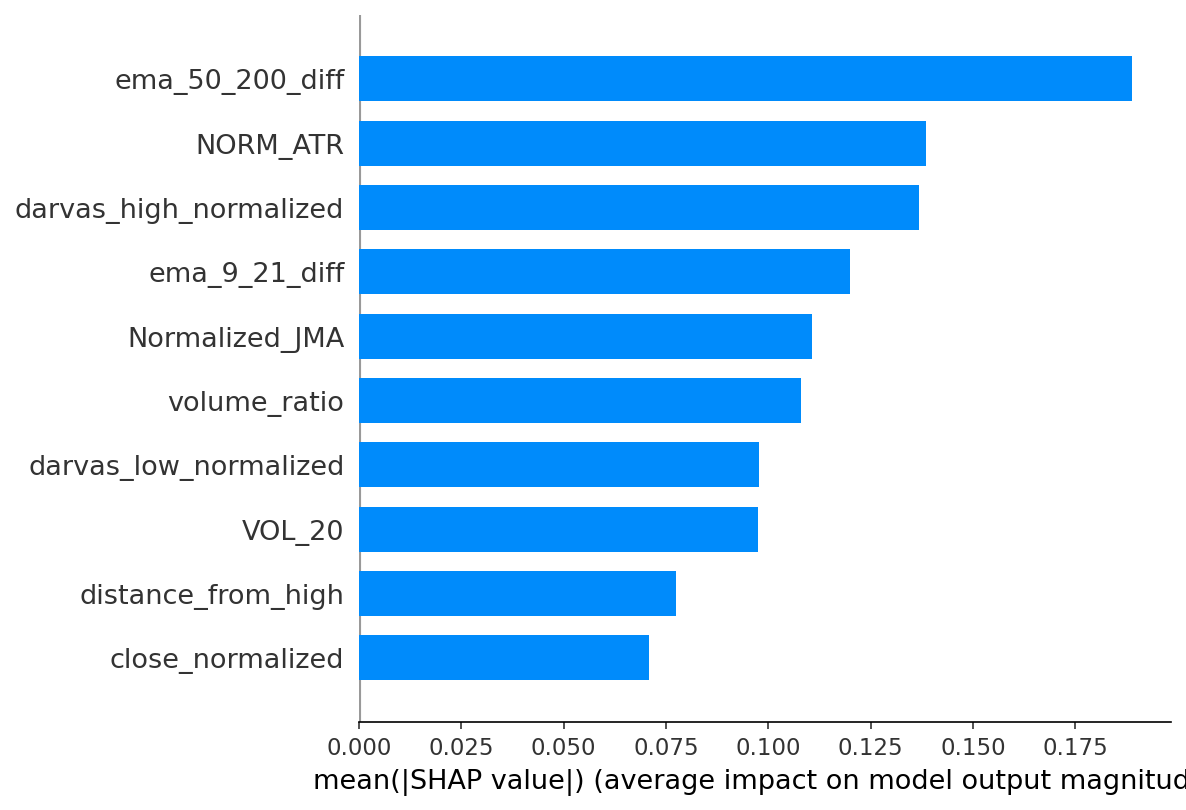 ema_50_200_diff
NORM_ATR
darvas_high_normalized
ema_9_21_diff
Normalized_JMA
volume_ratio
darvas_low_normalized
VOL_20
distance_from_high
close_normalized
0.000 0.025 0.050 0.075 0.100 0.125 0.150 0.175
mean(|SHAP value|) (average impact on model output magnitud